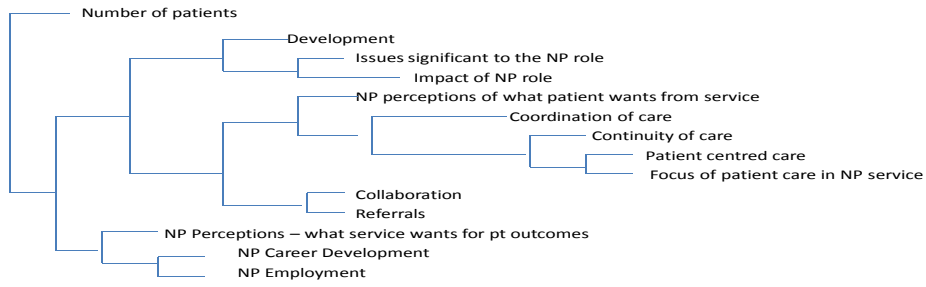 Number of patients
Development
Issues significant to the NP role
Impact of NP role
NP perceptions of what patient wants from service
Coordination of care
Continuity of care
Patient centred care
Focus of patient care in NP service
Collaboration
Referrals
NP Perceptions – what service wants for pt outcomes
NP Career Development
NP Employment